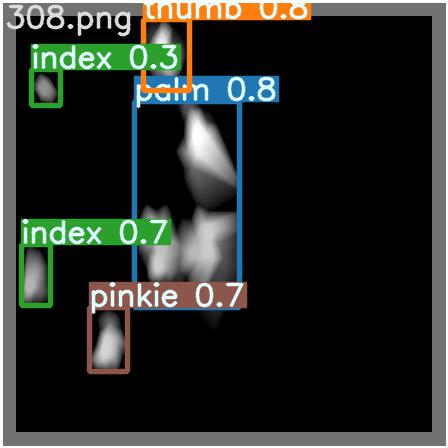 308.png
thumb 0.8
index 0.3
palm 0.8
index 0.7
pinkie 0.7